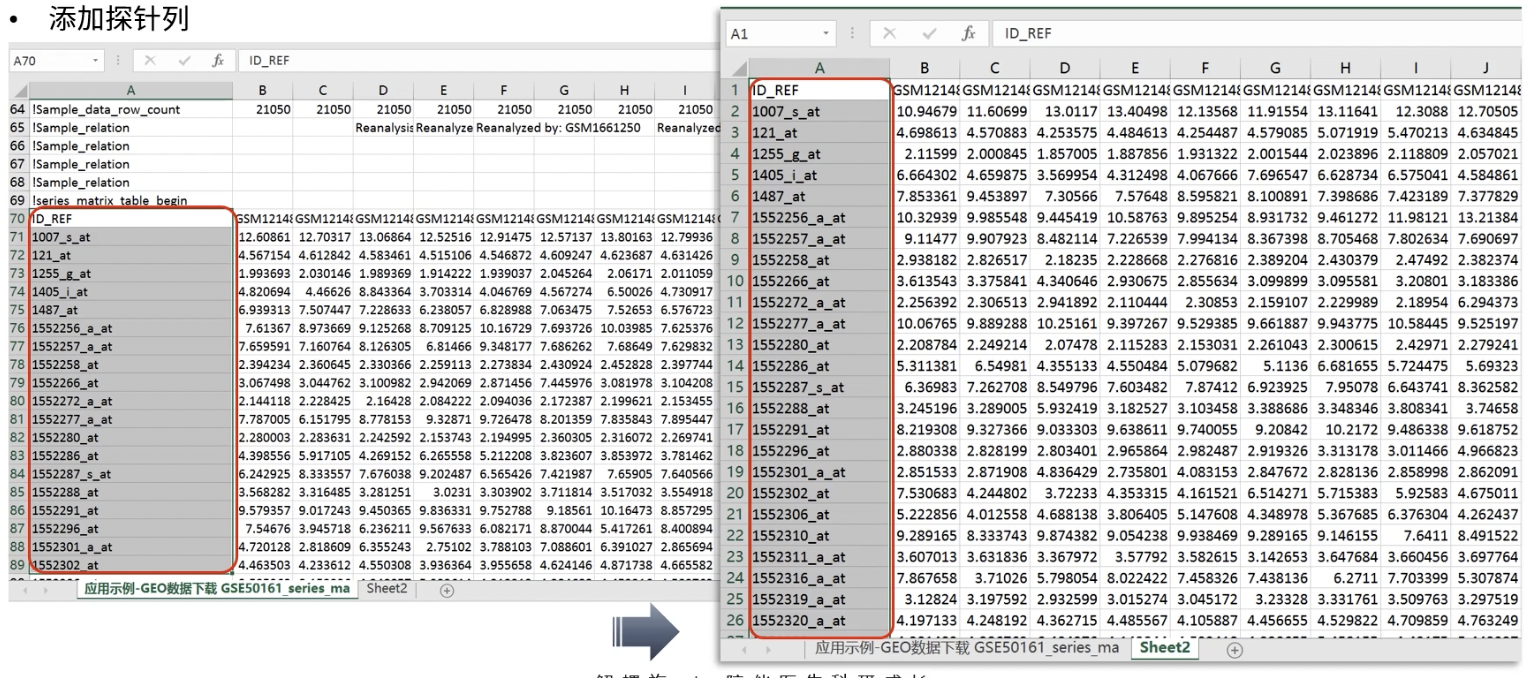 • 添加探针列
A70 fx ID_REF
A B C D E F G H I
64 !Sample_data_row_count 21050 21050 21050 21050 21050 21050 21050 21050
65 !Sample_relation Reanalysis Reanalyze Reanalyzed by: GSM1661250 Reanalyzed
66 !Sample_relation
67 !Sample_relation
68 !Sample_relation
69 !series_matrix_table_begin
70 ID_REF GSM12148 GSM12148 GSM12148 GSM12148 GSM12148 GSM12148 GSM12148 GSM12148
71 1007_s_at 12.60861 12.70317 13.06864 12.52516 12.91475 12.57137 13.80163 12.79936
72 121_at 4.567154 4.612842 4.583461 4.515106 4.546872 4.609247 4.623687 4.631426
73 1255_g_at 1.993693 2.030146 1.989369 1.914222 1.939037 2.045264 2.06171 2.011059
74 1405_i_at 4.820694 4.46626 8.843364 3.703314 4.046769 4.567274 6.50026 4.730917
75 1487_at 6.939313 7.507447 7.228633 6.238057 6.828988 7.063475 7.52653 6.576723
76 1552256_a_at 7.61367 8.973669 9.125268 8.709125 10.16729 7.693726 10.03985 7.625376
77 1552257_a_at 7.659591 7.160764 8.126305 6.81466 9.348177 7.686262 7.68649 7.629832
78 1552258_at 2.394234 2.360645 2.330366 2.259113 2.273834 2.430924 2.452828 2.397744
79 1552266_at 3.067498 3.044762 3.100982 2.942069 2.871456 7.445976 3.081978 3.104208
80 1552272_a_at 2.144118 2.228425 2.16428 2.084222 2.094036 2.172387 2.199621 2.153455
81 1552277_a_at 7.787005 6.151795 8.778153 9.32871 9.726478 8.201359 7.835843 7.895447
82 1552280_at 2.280003 2.283631 2.242592 2.153743 2.194995 2.360305 2.316072 2.269741
83 1552286_at 4.398556 5.917105 4.269152 6.265558 5.212208 3.823607 3.853972 3.781462
84 1552287_s_at 6.242925 8.333557 7.676038 9.202487 6.565426 7.421987 7.65905 7.640566
85 1552288_at 3.568282 3.316485 3.281251 3.0231 3.303902 3.711814 3.517032 3.554918
86 1552291_at 9.579357 9.017243 9.450365 9.836331 9.752788 9.18561 10.16473 8.857295
87 1552296_at 7.54676 3.945718 6.236211 9.567633 6.082171 8.870044 5.417261 8.400894
88 1552301_a_at 4.720128 2.818609 6.355243 2.75102 3.788103 7.088601 6.391027 2.865694
89 1552302_at 4.463503 4.233612 4.550308 3.936364 3.955658 4.624146 4.871738 4.665582
应用示例-GEO数据下载 GSE50161_series_ma Sheet2
A1 fx ID_REF
A B C D E F G H I J
1 ID_REF GSM12148 GSM12148 GSM12148 GSM12148 GSM12148 GSM12148 GSM12148 GSM12148 GSM12148
2 1007_s_at 10.94679 11.60699 13.0117 13.40498 12.13568 11.91554 13.11641 12.3088 12.70505
3 121_at 4.698613 4.570883 4.253575 4.484613 4.254487 4.579085 5.071919 5.470213 4.634845
4 1255_g_at 2.11599 2.000845 1.857005 1.887856 1.931322 2.001544 2.023896 2.118809 2.057021
5 1405_i_at 6.664302 4.659875 3.569954 4.312498 4.067666 7.696547 6.628734 6.575041 4.584861
6 1487_at 7.853361 9.453897 7.30566 7.57648 8.595821 8.100891 7.398686 7.423189 7.377829
7 1552256_a_at 10.32939 9.985548 9.445419 10.58763 9.895254 8.931732 9.461272 11.98121 13.21384
8 1552257_a_at 9.11477 9.907923 8.482114 7.226539 7.994134 8.367398 8.705468 7.802634 7.690697
9 1552258_at 2.938182 2.826517 2.18235 2.228668 2.276816 2.389204 2.430379 2.47492 2.382374
10 1552266_at 3.613543 3.375841 4.340646 2.930675 2.855634 3.099899 3.095581 3.20801 3.183386
11 1552272_a_at 2.256392 2.306513 2.941892 2.110444 2.30853 2.159107 2.229989 2.18954 6.294373
12 1552277_a_at 10.06765 9.889288 10.25161 9.397267 9.529385 9.661887 9.943775 10.58445 9.525197
13 1552280_at 2.208784 2.249214 2.07478 2.115283 2.153031 2.261043 2.300615 2.42971 2.279241
14 1552286_at 5.311381 6.54981 4.355133 4.550484 5.079682 5.1136 6.681655 5.724475 5.69323
15 1552287_s_at 6.36983 7.262708 8.549796 7.603482 7.87412 6.923925 7.95078 6.643741 8.362582
16 1552288_at 3.245196 3.289005 5.932419 3.182527 3.103458 3.388686 3.348346 3.808341 3.74658
17 1552291_at 8.219308 9.327366 9.033303 9.638611 9.740055 9.20842 10.2172 9.486338 9.618752
18 1552296_at 2.880338 2.828199 2.803401 2.965864 2.982487 2.919326 3.313178 3.011466 4.966823
19 1552301_a_at 2.851533 2.871908 4.836429 2.735801 4.083153 2.847672 2.828136 2.858998 2.862091
20 1552302_at 7.530683 4.244802 3.72233 4.353315 4.161521 6.514271 5.715383 5.92583 4.675011
21 1552306_at 5.222856 4.012558 4.688138 3.806405 5.147608 4.348978 5.367685 6.376304 4.262437
22 1552310_at 9.289165 8.333743 9.874382 9.054238 9.938469 9.289165 9.146155 7.6411 8.491522
23 1552311_a_at 3.607013 3.631836 3.367972 3.57792 3.582615 3.142653 3.647684 3.660456 3.697764
24 1552316_a_at 7.867658 3.71026 5.798054 8.022422 7.458326 7.438136 6.2711 7.703399 5.307874
25 1552319_a_at 3.12824 3.197592 2.932599 3.015274 3.045172 3.23328 3.331761 3.509763 3.297519
26 1552320_a_at 4.197133 4.248192 4.362715 4.485567 4.105887 4.456655 4.529822 4.709859 4.763249
应用示例-GEO数据下载 GSE50161_series_ma Sheet2